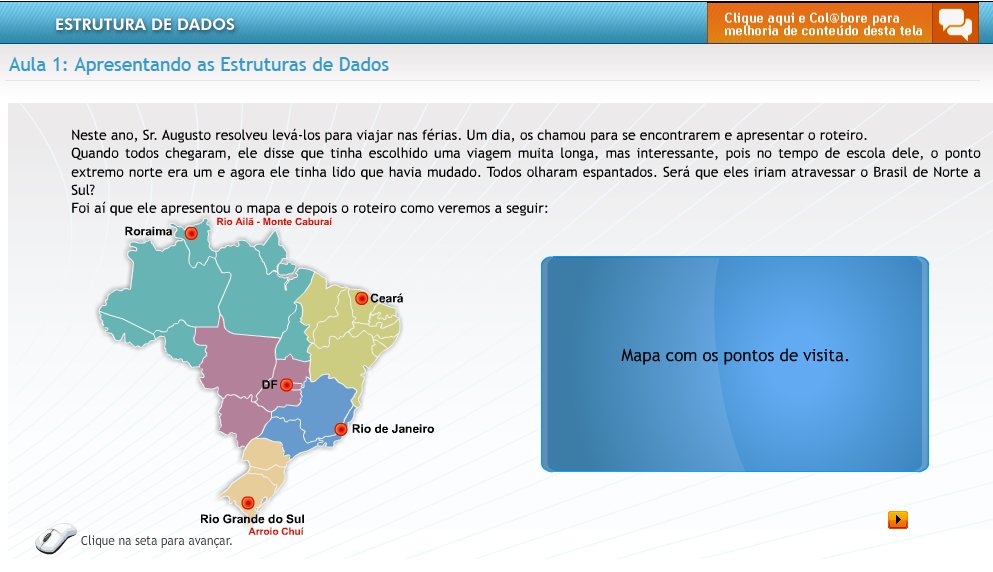 ESTRUTURA DE DADOS
Clique aqui e Col@bore para
melhoria de conteúdo desta tela
Aula 1: Apresentando as Estruturas de Dados
Neste ano, Sr. Augusto resolveu levá-los para viajar nas férias. Um dia, os chamou para se encontrarem e apresentar o roteiro.
Quando todos chegaram, ele disse que tinha escolhido uma viagem muita longa, mas interessante, pois no tempo de escola dele, o ponto
extremo norte era um e agora ele tinha lido que havia mudado. Todos olharam espantados. Será que eles iriam atravessar o Brasil de Norte a
Sul?
Foi aí que ele apresentou o mapa e depois o roteiro como veremos a seguir:
Rio Ailã - Monte Caburaí
Roraima
Ceará
Mapa com os pontos de visita.
DF
Rio de Janeiro
Rio Grande do Sul
Arroio Chuí
Clique na seta para avançar.